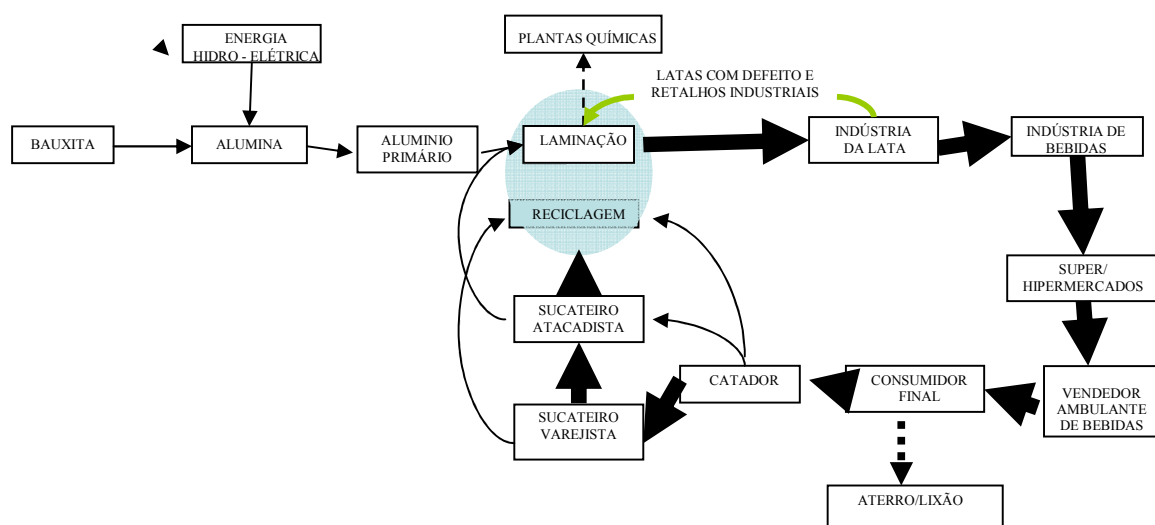 ENERGIA
HIDRO - ELÉTRICA
PLANTAS QUÍMICAS
LATAS COM DEFEITO E
RETALHOS INDUSTRIAIS
BAUXITA
ALUMINA
ALUMINIO
PRIMÁRIO
LAMINAÇÃO
INDÚSTRIA
DA LATA
INDÚSTRIA DE
BEBIDAS
RECICLAGEM
SUPER/
HIPERMERCADOS
SUCATEIRO
ATACADISTA
CATADOR
CONSUMIDOR
FINAL
VENDEDOR
AMBULANTE
DE BEBIDAS
SUCATEIRO
VAREJISTA
ATERRO/LIXÃO